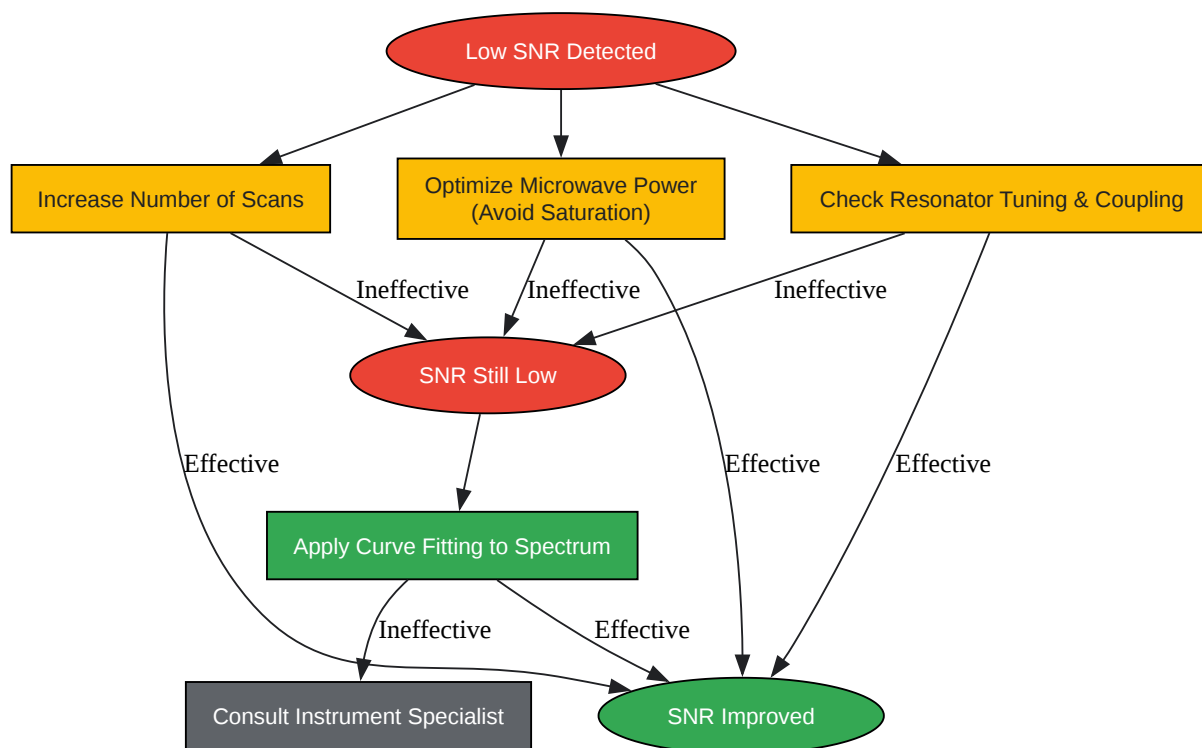 Low SNR Detected
Increase Number of Scans
Optimize Microwave Power
(Avoid Saturation)
Check Resonator Tuning & Coupling
Ineffective
Ineffective
Ineffective
SNR Still Low
Effective
Effective
Effective
Apply Curve Fitting to Spectrum
Ineffective
Effective
Consult Instrument Specialist
SNR Improved